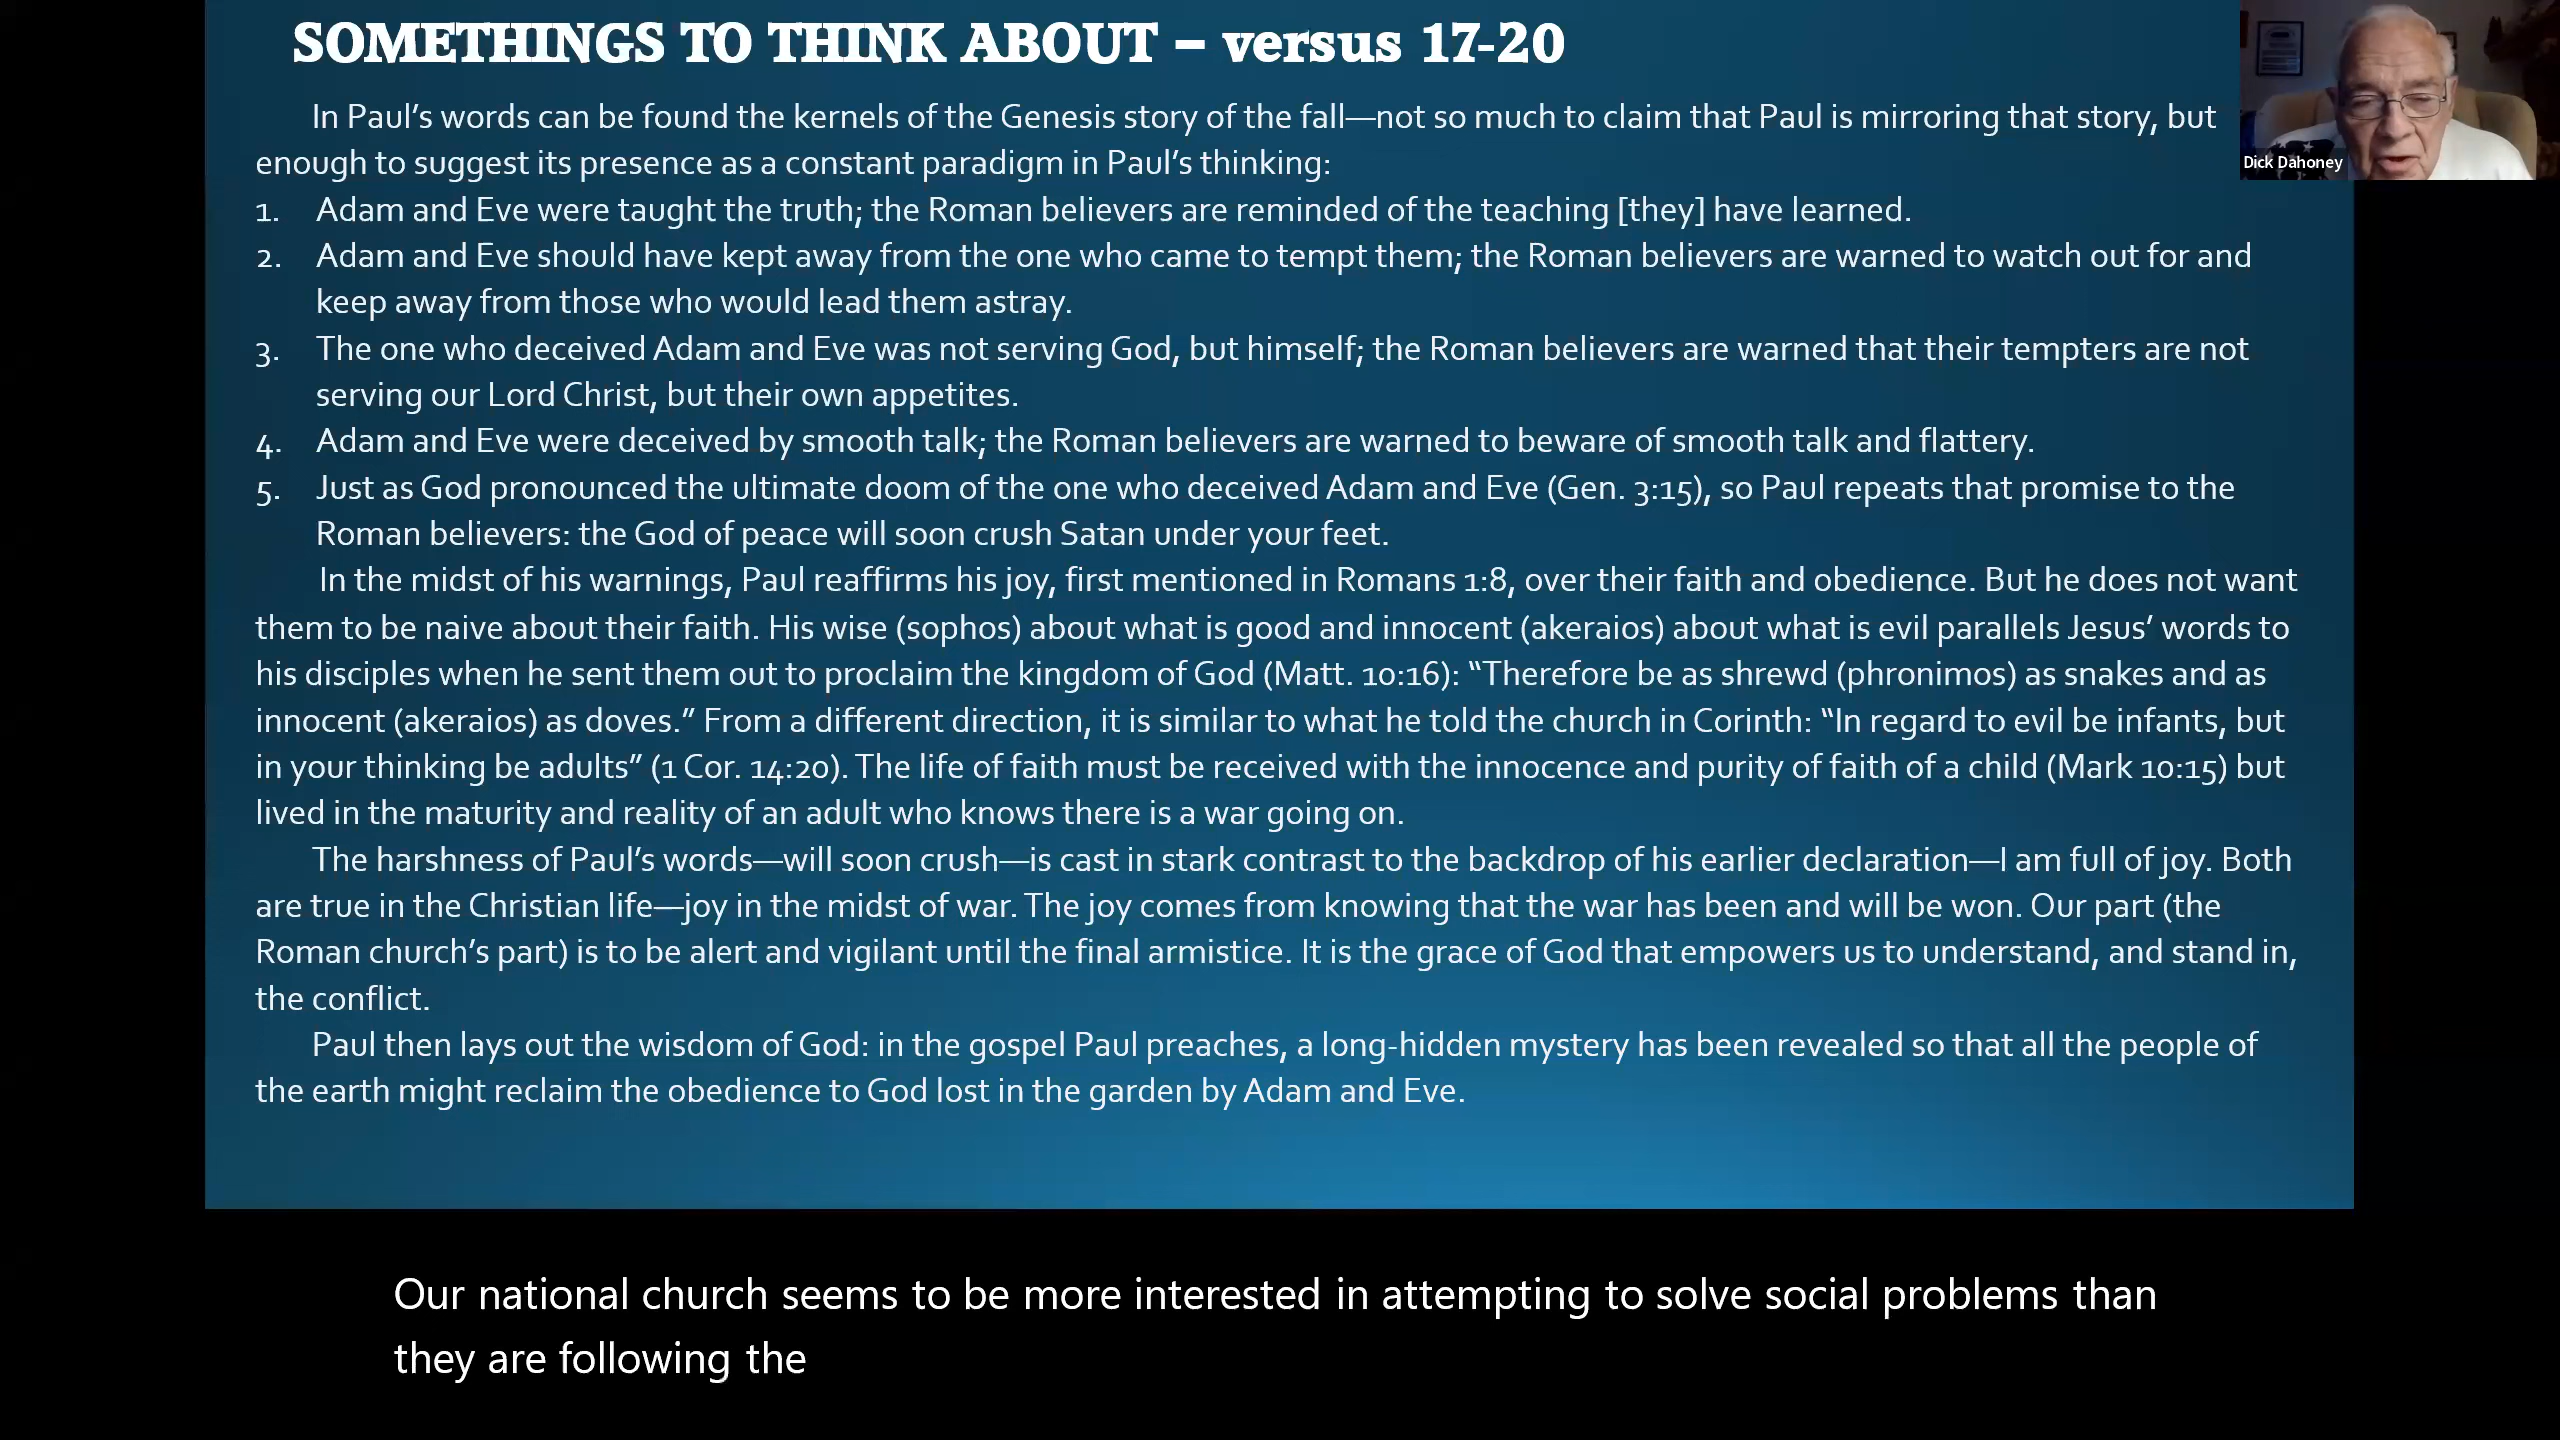 SOMETHINGS TO THINK ABOUT – versus 17-20
In Paul's words can be found the kernels of the Genesis story of the fall—not so much to claim that Paul is mirroring that story, but
enough to suggest its presence as a constant paradigm in Paul's thinking:
1. Adam and Eve were taught the truth; the Roman believers are reminded of the teaching [they] have learned.
2. Adam and Eve should have kept away from the one who came to tempt them; the Roman believers are warned to watch out for and
keep away from those who would lead them astray.
3. The one who deceived Adam and Eve was not serving God, but himself; the Roman believers are warned that their tempters are not
serving our Lord Christ, but their own appetites.
4. Adam and Eve were deceived by smooth talk; the Roman believers are warned to beware of smooth talk and flattery.
5. Just as God pronounced the ultimate doom of the one who deceived Adam and Eve (Gen. 3:15), so Paul repeats that promise to the
Roman believers: the God of peace will soon crush Satan under your feet.
In the midst of his warnings, Paul reaffirms his joy, first mentioned in Romans 1:8, over their faith and obedience. But he does not want
them to be naive about their faith. His wise (sophos) about what is good and innocent (akeraios) about what is evil parallels Jesus' words to
his disciples when he sent them out to proclaim the kingdom of God (Matt. 10:16): "Therefore be as shrewd (phronimos) as snakes and as
innocent (akeraios) as doves." From a different direction, it is similar to what he told the church in Corinth: "In regard to evil be infants, but
in your thinking be adults" (1 Cor. 14:20). The life of faith must be received with the innocence and purity of faith of a child (Mark 10:15) but
lived in the maturity and reality of an adult who knows there is a war going on.
The harshness of Paul's words—will soon crush—is cast in stark contrast to the backdrop of his earlier declaration—I am full of joy. Both
are true in the Christian life—joy in the midst of war. The joy comes from knowing that the war has been and will be won. Our part (the
Roman church's part) is to be alert and vigilant until the final armistice. It is the grace of God that empowers us to understand, and stand in,
the conflict.
Paul then lays out the wisdom of God: in the gospel Paul preaches, a long-hidden mystery has been revealed so that all the people of
the earth might reclaim the obedience to God lost in the garden by Adam and Eve.
Dick Dahoney
Our national church seems to be more interested in attempting to solve social problems than
they are following the